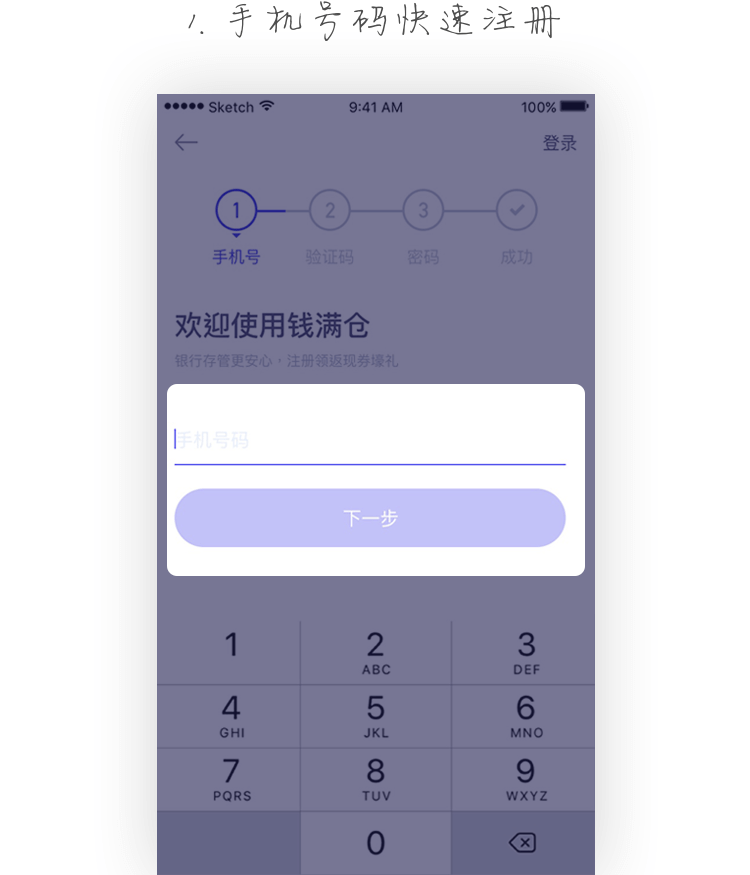 1. 手机号码快速注册
●●●●● Sketch 9:41 AM 100%
登录
1 2 3
手机号 验证码 密码 成功
欢迎使用钱满仓
银行存管更安心，注册领返现券壕礼
手机号码
下一步
1 2 3
ABC DEF
4 5 6
GHI JKL MNO
7 8 9
PQRS TUV WXYZ
0